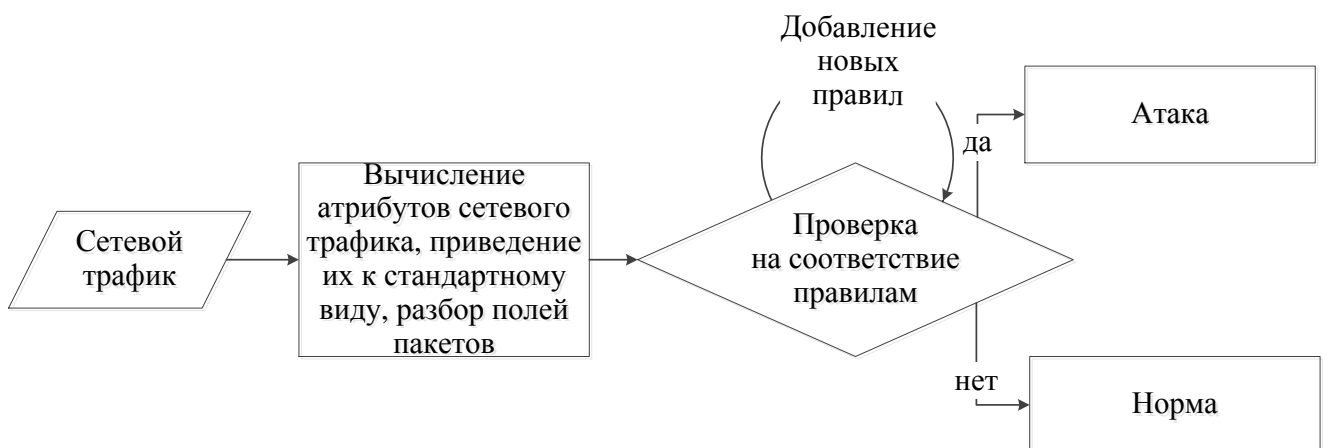 Добавление
новых
правил
Атака
да
Вычисление
атрибутов сетевого
трафика, приведение
их к стандартному
виду, разбор полей
пакетов
Сетевой
трафик
Проверка
на соответствие
правилам
нет
Норма